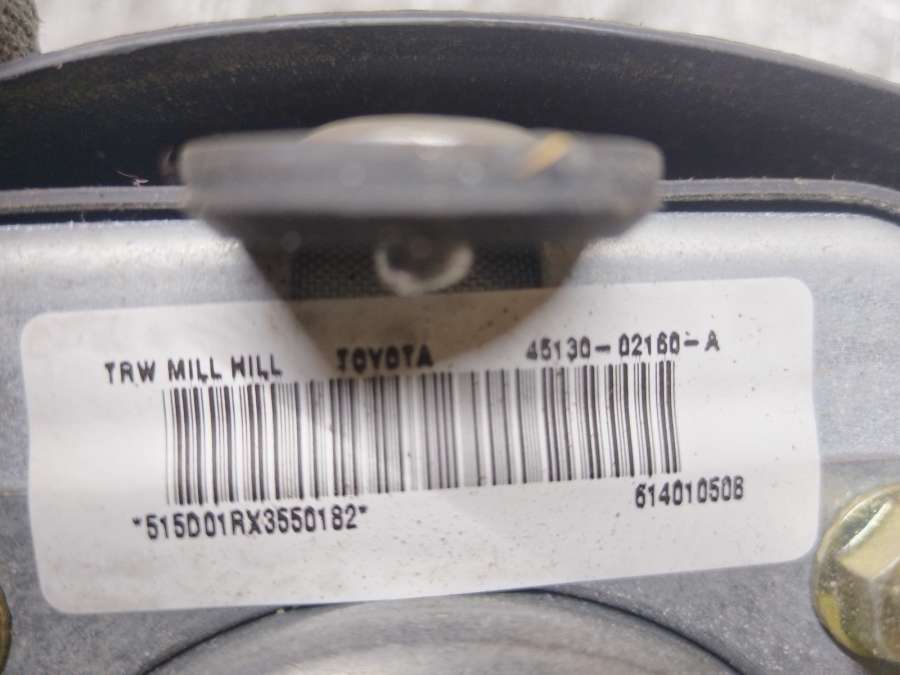 TRW MILL HILL TOYOTA 45130-02160-A
*515D01RX3550182*
614010508